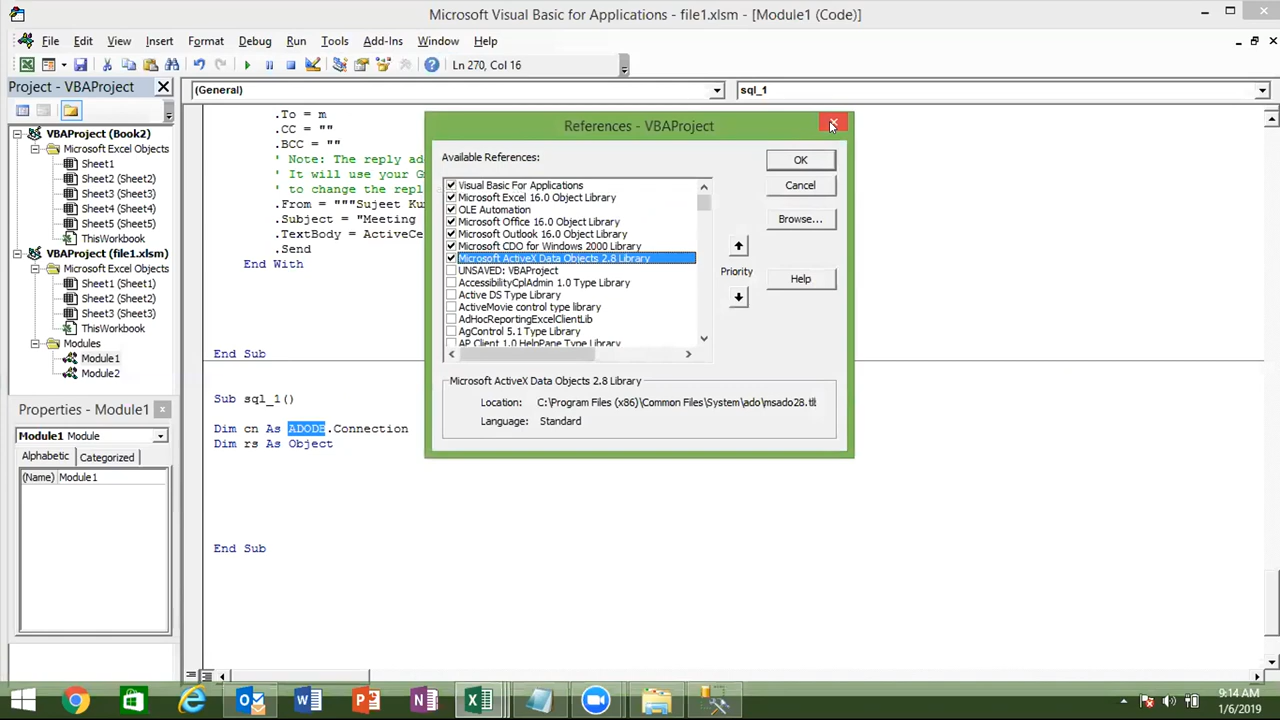 Microsoft Visual Basic for Applications - file1.xlsm - [Module1 (Code)]
File Edit View Insert Format Debug Run Tools Add-Ins Window Help
Ln 270, Col 16
Project - VBAProject
(General)
sql_1
VBAProject (Book2)
Microsoft Excel Objects
Sheet1
Sheet2 (Sheet2)
Sheet3 (Sheet3)
Sheet4 (Sheet4)
Sheet5 (Sheet5)
ThisWorkbook
VBAProject (file1.xlsm)
Microsoft Excel Objects
Sheet1 (Sheet1)
Sheet2 (Sheet2)
Sheet3 (Sheet3)
ThisWorkbook
Modules
Module1
Module2
Properties - Module1
Module1 Module
Alphabetic Categorized
(Name) Module1
.To = m
.CC = ""
.BCC = ""
' Note: The reply ad
' It will use your G
' to change the repl
.From = """Sujeet Ku
.Subject = "Meeting
.TextBody = ActiveCe
.Send
End With
End Sub
Sub sql_1()
Dim cn As ADODB.Connection
Dim rs As Object
End Sub
References - VBAProject
Available References:
Visual Basic For Applications
Microsoft Excel 16.0 Object Library
OLE Automation
Microsoft Office 16.0 Object Library
Microsoft Outlook 16.0 Object Library
Microsoft CDO for Windows 2000 Library
Microsoft ActiveX Data Objects 2.8 Library
UNSAVED: VBAProject
AccessibilityCplAdmin 1.0 Type Library
Active DS Type Library
ActiveMovie control type library
AdHocReportingExcelClientLib
AgControl 5.1 Type Library
AP Client 1.0 HelpPane Type Library
OK
Cancel
Browse...
Priority
Help
Microsoft ActiveX Data Objects 2.8 Library
Location: C:\Program Files (x86)\Common Files\System\ado\msado28.tlb
Language: Standard
9:14 AM
1/6/2019